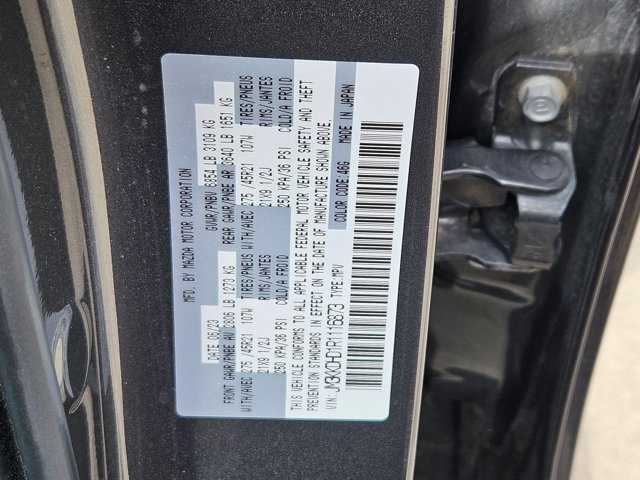 MFD. BY MAZDA MOTOR CORPORATION
DATE 06/23 GVWR/PNBV 6854 LB 3109 KG
FRONT GAWR/PNBE AV 2806 LB 1273 KG REAR GAWR/PNBE AR 3640 LB 1651 KG
WITH/AVEC 275 /45R21 107W TIRES/PNEUS WITH/AVEC 275 /45R21 107W TIRES/PNEUS
21X9 1/2J RIMS/JANTES 21X9 1/2J RIMS/JANTES
250 KPA/36 PSI COLD/A FROID 250 KPA/36 PSI COLD/A FROID
THIS VEHICLE CONFORMS TO ALL APPLICABLE FEDERAL MOTOR VEHICLE SAFETY AND THEFT
PREVENTION STANDARDS IN EFFECT ON THE DATE OF MANUFACTURE SHOWN ABOVE.
VIN: JM3KKDHD1R1116873 TYPE MPV COLOR CODE:46G MADE IN JAPAN